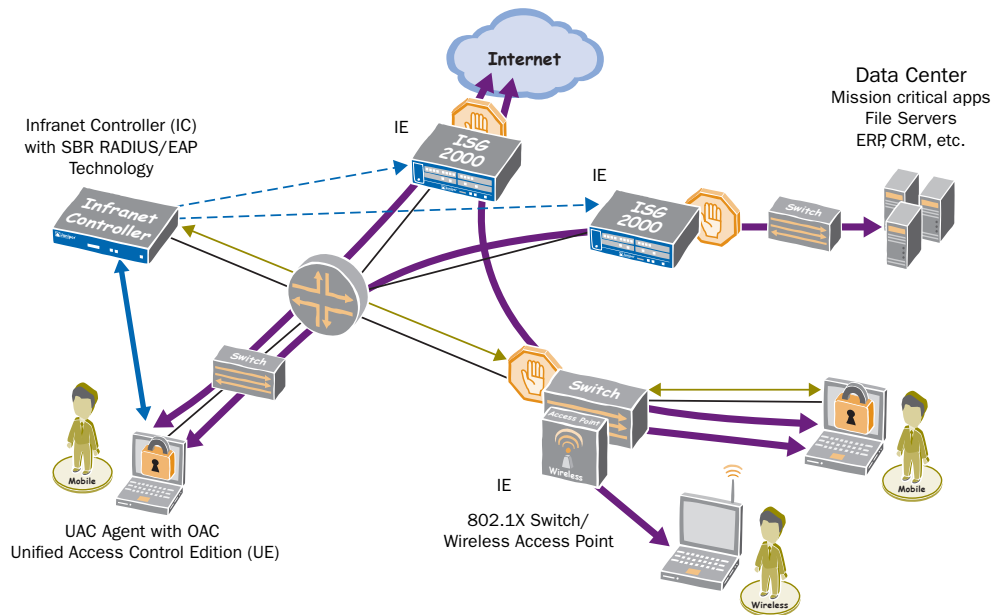 Internet
Data Center
Mission critical apps
File Servers
ERP, CRM, etc.
Infranet Controller (IC)
with SBR RADIUS/EAP
Technology
IE
ISG
2000
IE
ISG
2000
Switch
Infranet
Controller
Switch
Switch
Access Point
Wireless
IE
802.1X Switch/
Wireless Access Point
Mobile
Mobile
UAC Agent with OAC
Unified Access Control Edition (UE)
Wireless